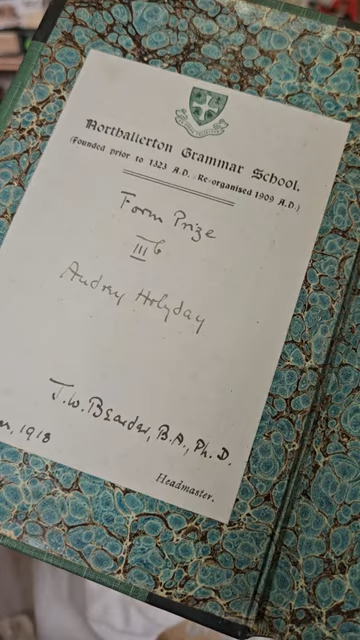 Northallerton Grammar School.
(Founded prior to 1323 A.D. Re-organised 1909 A.D.)
Form Prize
III b
Audrey Holyday
J. W. Bearder, B.A., Ph. D.
1918
Headmaster.